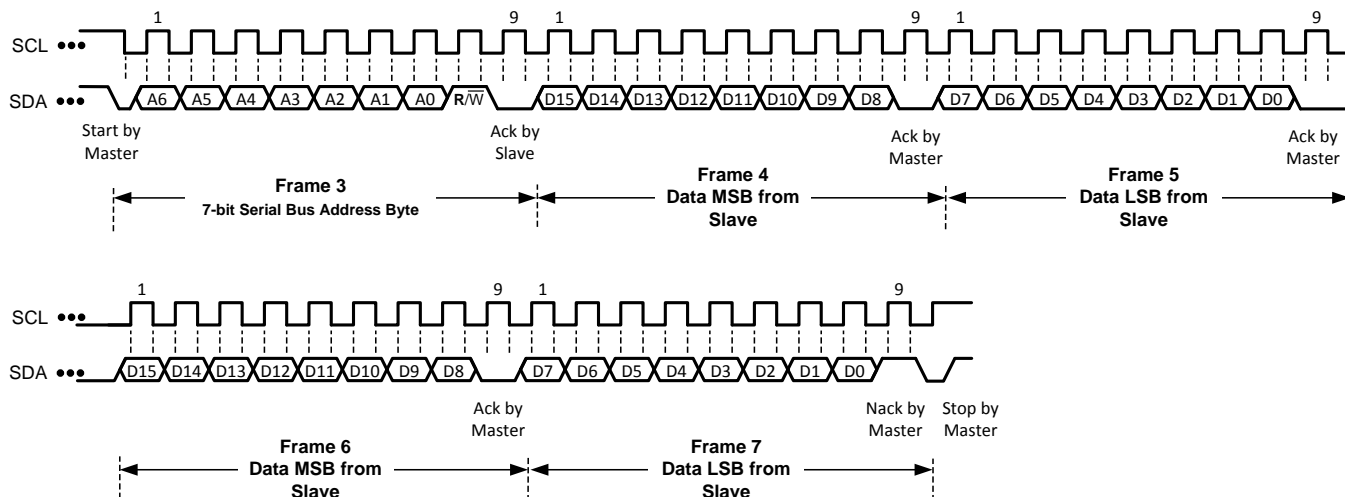 1 9 1 9 1 9
SCL •••
SDA ••• A6 A5 A4 A3 A2 A1 A0 R/W̅ D15 D14 D13 D12 D11 D10 D9 D8 D7 D6 D5 D4 D3 D2 D1 D0
Start by
Master
Ack by
Slave
Ack by
Master
Ack by
Master
Frame 3
7-bit Serial Bus Address Byte
Frame 4
Data MSB from
Slave
Frame 5
Data LSB from
Slave
1 9 1 9
SCL •••
SDA ••• D15 D14 D13 D12 D11 D10 D9 D8 D7 D6 D5 D4 D3 D2 D1 D0
Ack by
Master
Nack by
Master
Stop by
Master
Frame 6
Data MSB from
Slave
Frame 7
Data LSB from
Slave